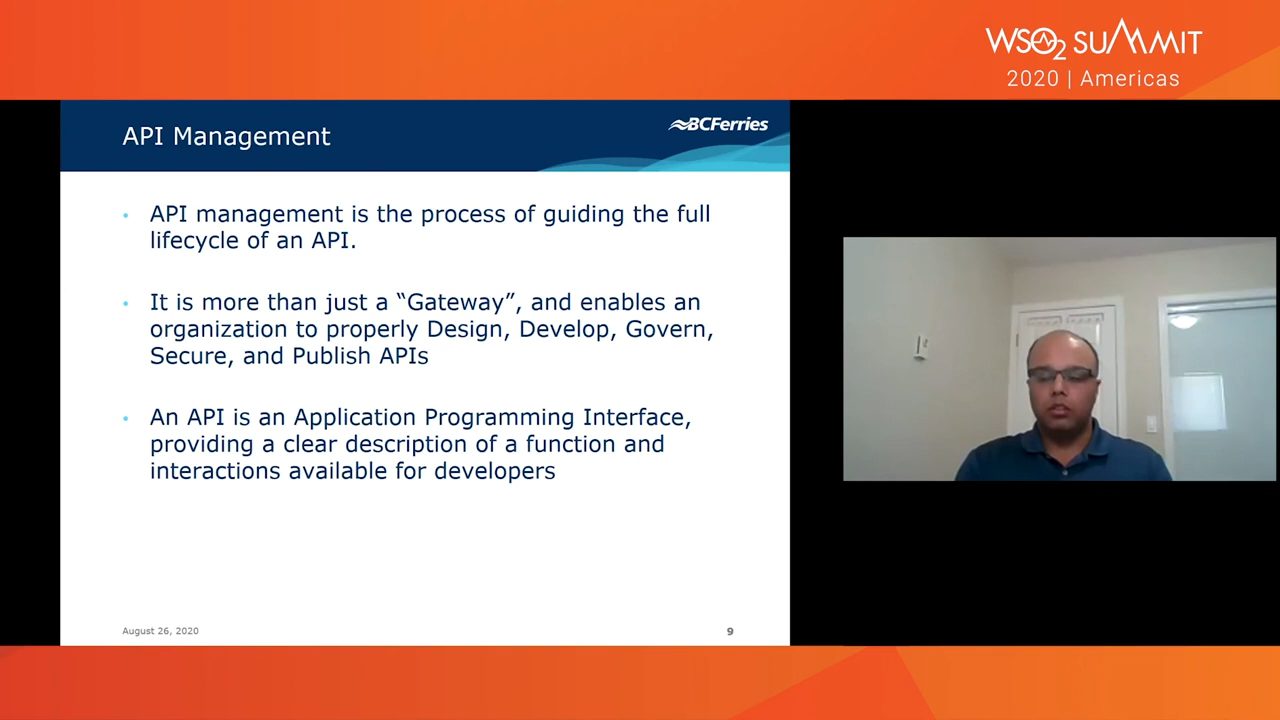 WSO2 SUMMIT
2020 | Americas
API Management
BCFerries
• API management is the process of guiding the full
lifecycle of an API.
• It is more than just a “Gateway”, and enables an
organization to properly Design, Develop, Govern,
Secure, and Publish APIs
• An API is an Application Programming Interface,
providing a clear description of a function and
interactions available for developers
August 26, 2020
9